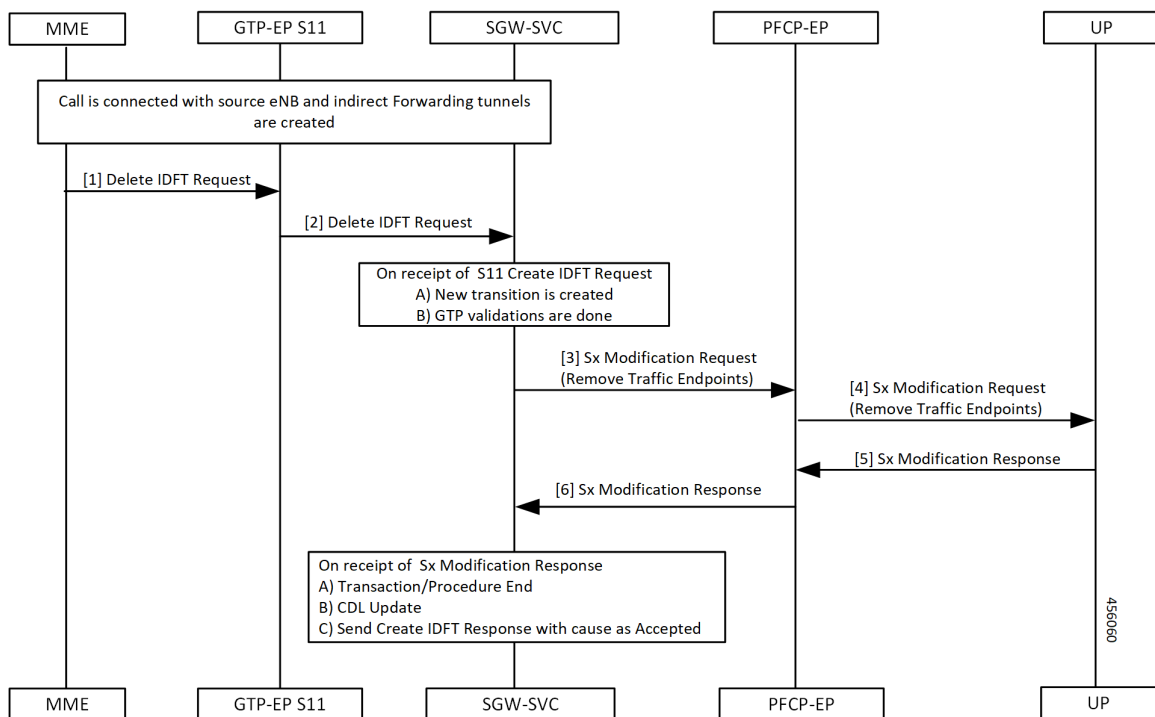 MME
GTP-EP S11
SGW-SVC
PFCP-EP
UP
Call is connected with source eNB and indirect Forwarding tunnels
are created
[1] Delete IDFT Request
[2] Delete IDFT Request
On receipt of S11 Create IDFT Request
A) New transition is created
B) GTP validations are done
[3] Sx Modification Request
(Remove Traffic Endpoints)
[4] Sx Modification Request
(Remove Traffic Endpoints)
[5] Sx Modification Response
[6] Sx Modification Response
On receipt of Sx Modification Response
A) Transaction/Procedure End
B) CDL Update
C) Send Create IDFT Response with cause as Accepted
456060
MME
GTP-EP S11
SGW-SVC
PFCP-EP
UP